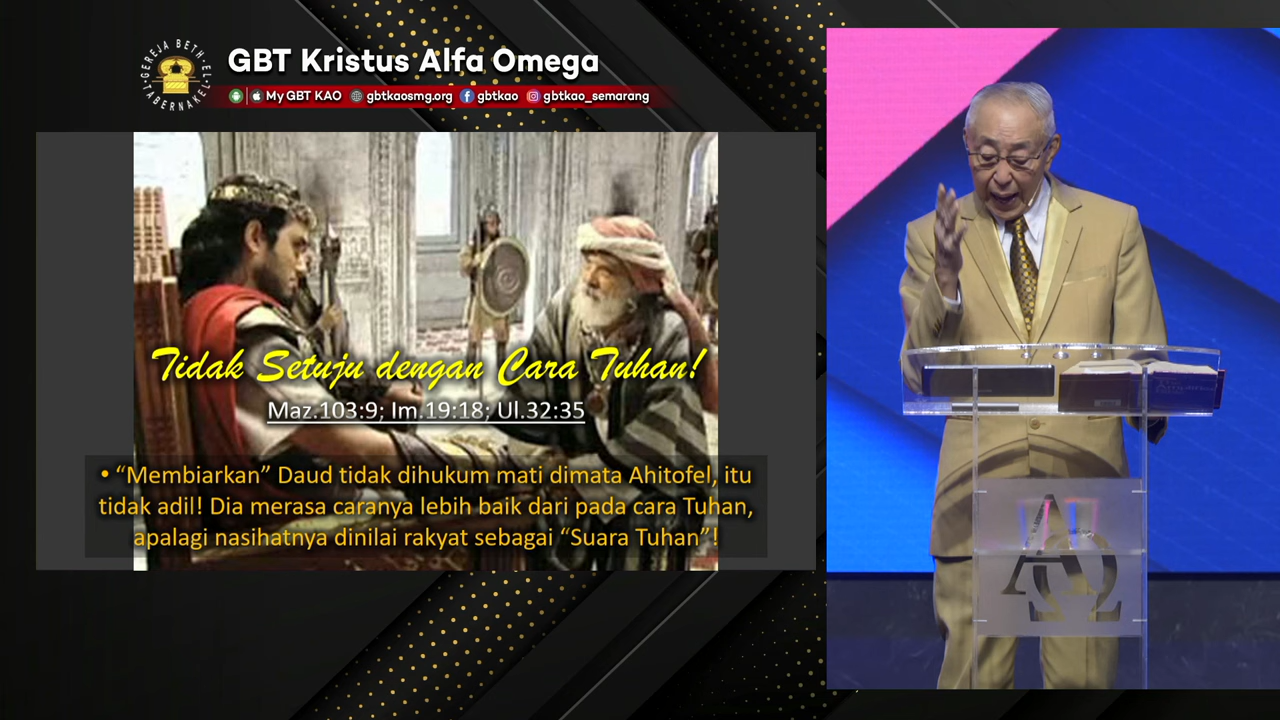 GEREJA BETH-EL TABERNAKEL
GBT Kristus Alfa Omega
My GBT KAO gbtkaosmg.org gbtkao gbtkao_semarang
Tidak Setuju dengan Cara Tuhan!
Maz.103:9; Im.19:18; Ul.32:35
• “Membiarkan” Daud tidak dihukum mati dimata Ahitofel, itu
tidak adil! Dia merasa caranya lebih baik dari pada cara Tuhan,
apalagi nasihatnya dinilai rakyat sebagai “Suara Tuhan”!
ΑΩ